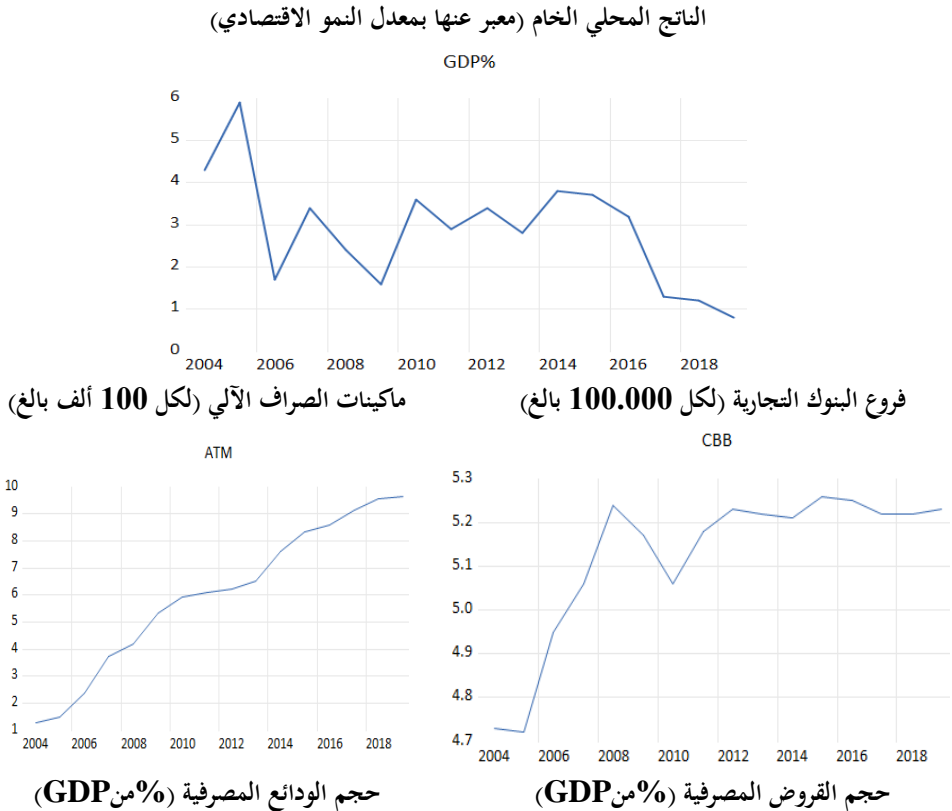 الناتج المحلي الخام (معبر عنها بمعدل النمو الاقتصادي)
GDP%
6
5
4
3
2
1
0
2004 2006 2008 2010 2012 2014 2016 2018
فروع البنوك التجارية (لكل 100.000 بالغ)
ماكينات الصراف الآلي (لكل 100 ألف بالغ)
CBB
5.3
5.2
5.1
5.0
4.9
4.8
4.7
2004 2006 2008 2010 2012 2014 2016 2018
ATM
10
9
8
7
6
5
4
3
2
1
2004 2006 2008 2010 2012 2014 2016 2018
حجم القروض المصرفية (%منGDP)
حجم الودائع المصرفية (%منGDP)